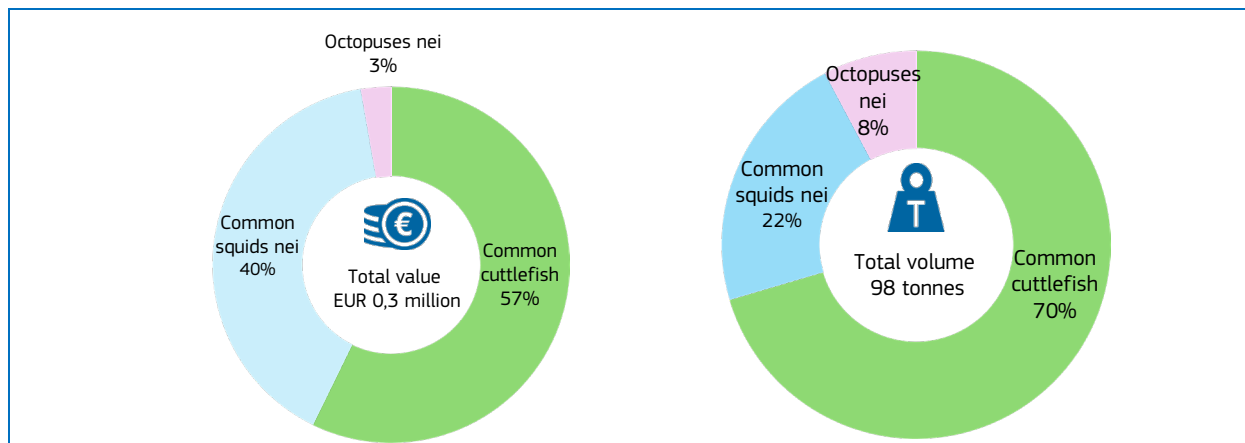 Octopuses nei
3%
Common
squids nei
40%
€
Total value
EUR 0,3 million
Common
cuttlefish
57%
Octopuses
nei
8%
Common
squids nei
22%
T
Total volume
98 tonnes
Common
cuttlefish
70%